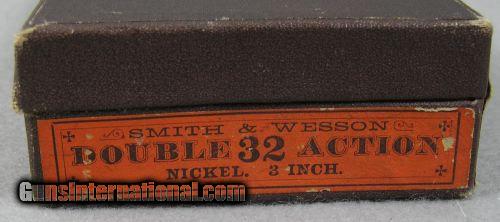 SMITH & WESSON
DOUBLE 32 ACTION
NICKEL. 3 INCH.
GunsInternational.com